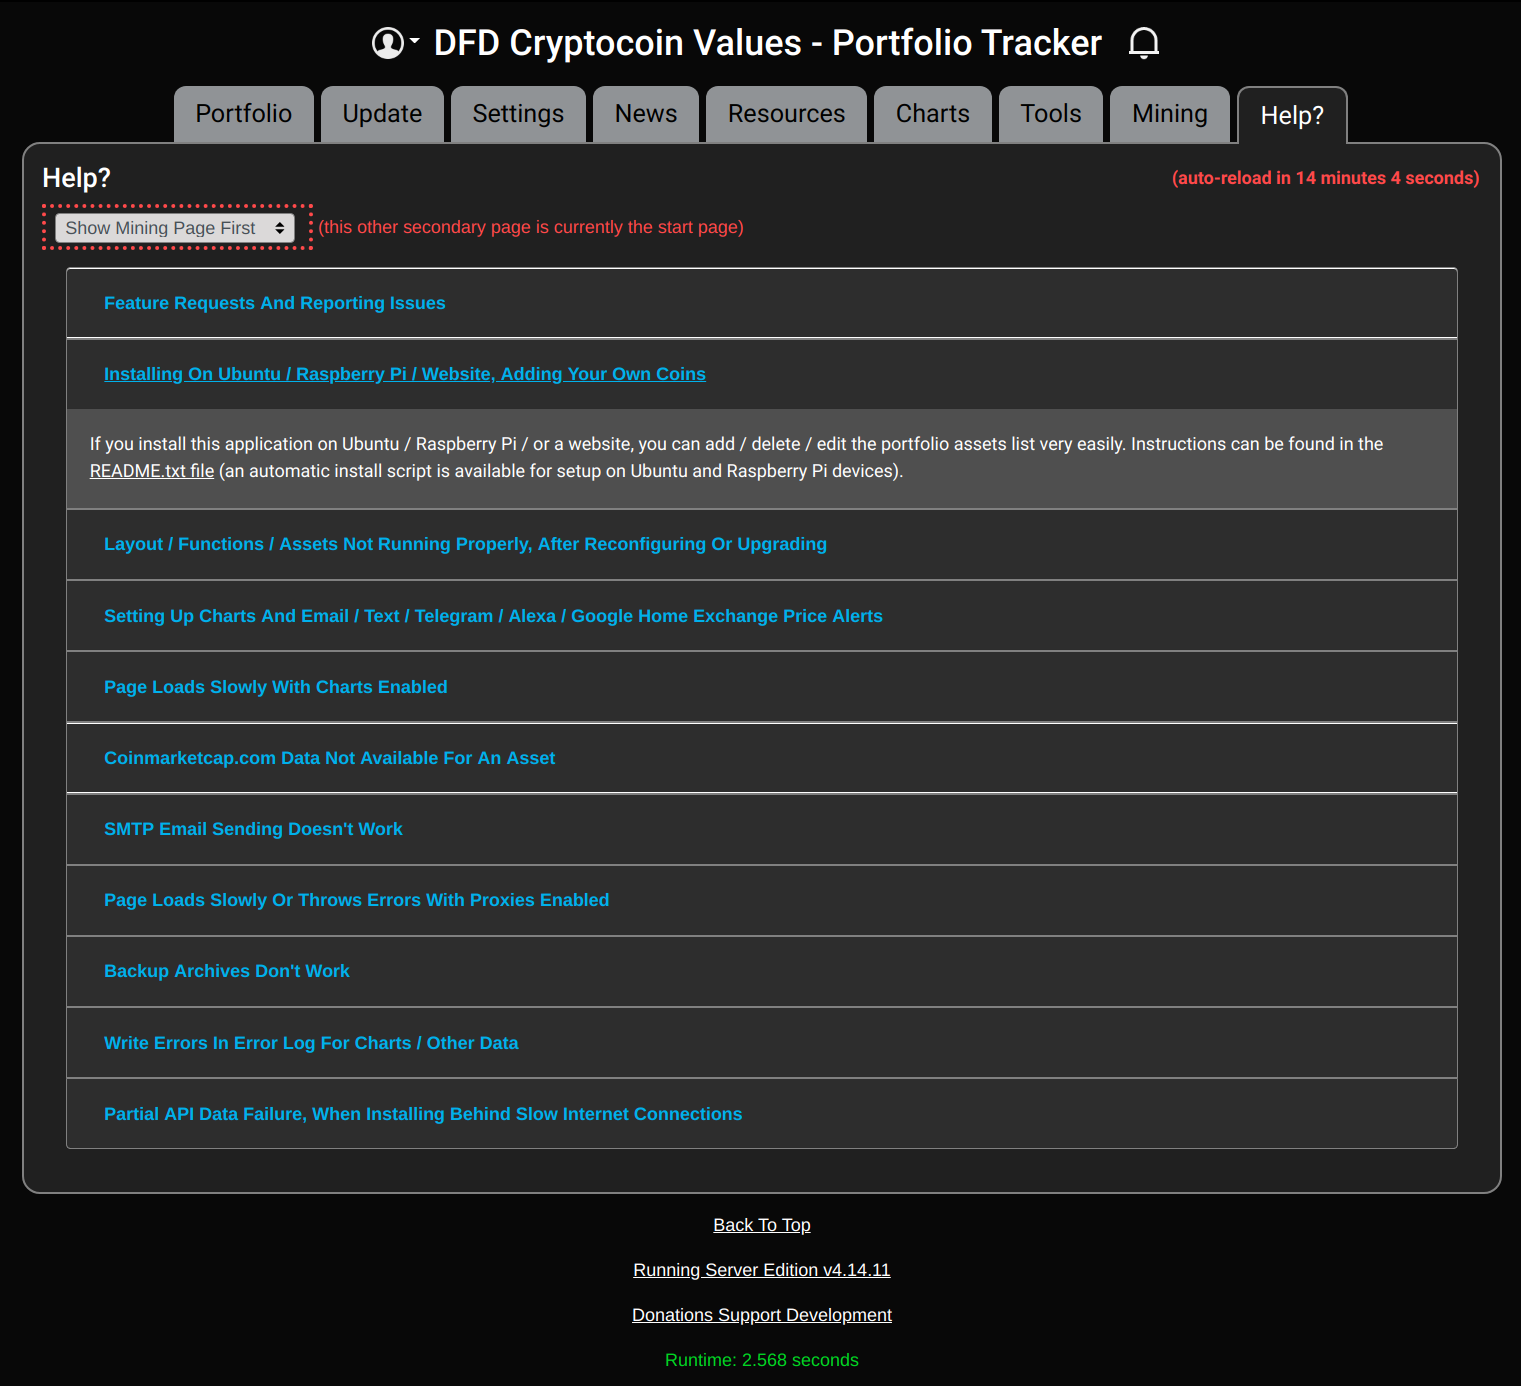 DFD Cryptocoin Values - Portfolio Tracker
Portfolio
Update
Settings
News
Resources
Charts
Tools
Mining
Help?
Help?
(auto-reload in 14 minutes 4 seconds)
Show Mining Page First
(this other secondary page is currently the start page)
Feature Requests And Reporting Issues
Installing On Ubuntu / Raspberry Pi / Website, Adding Your Own Coins
If you install this application on Ubuntu / Raspberry Pi / or a website, you can add / delete / edit the portfolio assets list very easily. Instructions can be found in the
README.txt file (an automatic install script is available for setup on Ubuntu and Raspberry Pi devices).
Layout / Functions / Assets Not Running Properly, After Reconfiguring Or Upgrading
Setting Up Charts And Email / Text / Telegram / Alexa / Google Home Exchange Price Alerts
Page Loads Slowly With Charts Enabled
Coinmarketcap.com Data Not Available For An Asset
SMTP Email Sending Doesn't Work
Page Loads Slowly Or Throws Errors With Proxies Enabled
Backup Archives Don't Work
Write Errors In Error Log For Charts / Other Data
Partial API Data Failure, When Installing Behind Slow Internet Connections
Back To Top
Running Server Edition v4.14.11
Donations Support Development
Runtime: 2.568 seconds